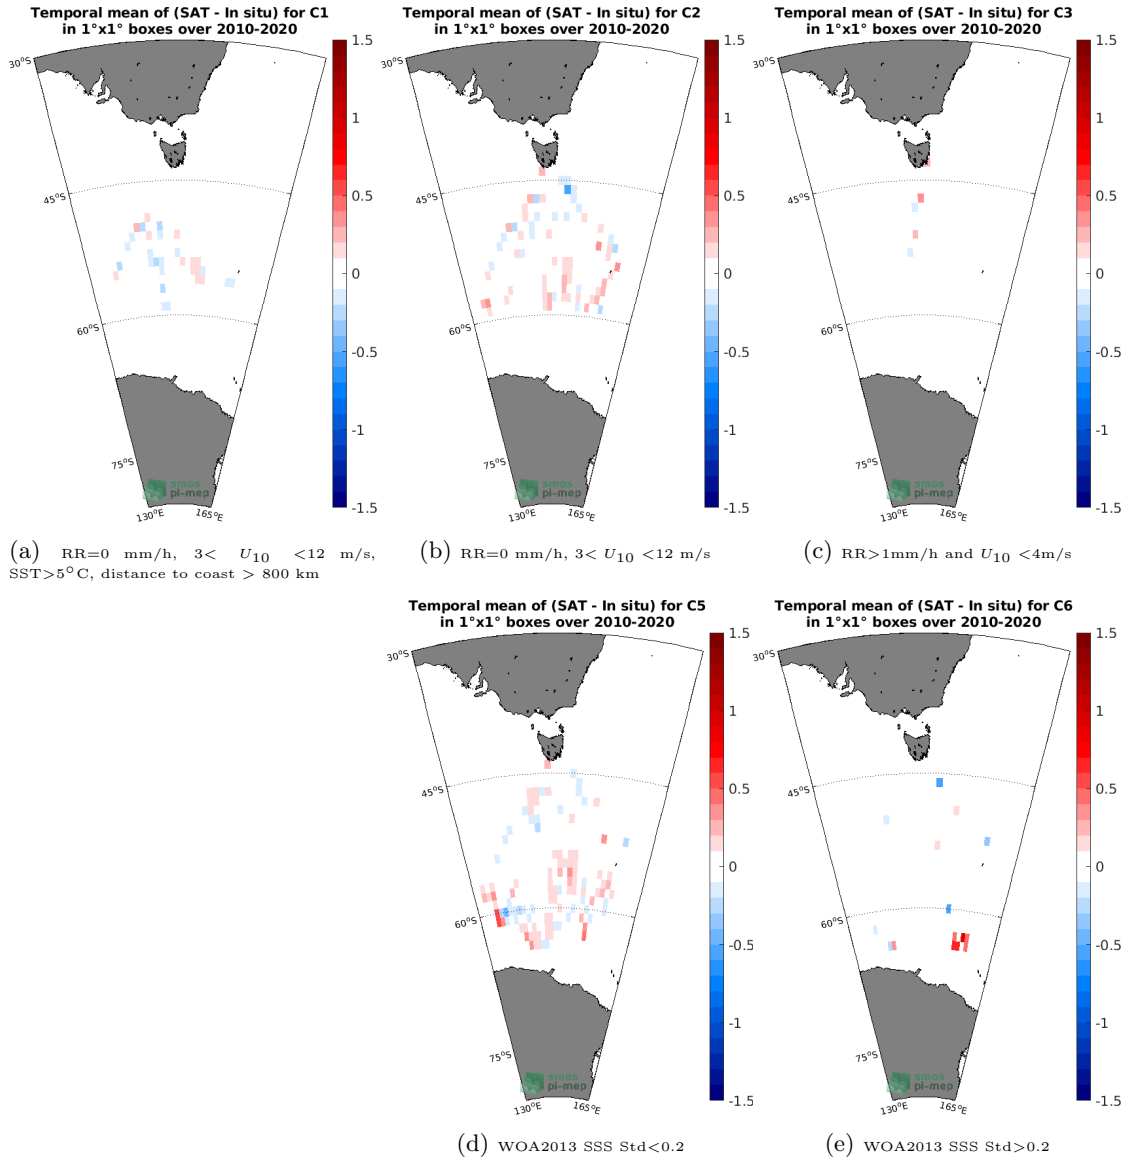 Temporal mean of (SAT - In situ) for C1
in 1°x1° boxes over 2010-2020
30°S
45°S
60°S
75°S
130°E
165°E
1.5
1
0.5
0
-0.5
-1
-1.5
smos
pi-mep
(a) RR=0 mm/h, 3< U10 <12 m/s,
SST>5°C, distance to coast > 800 km
Temporal mean of (SAT - In situ) for C2
in 1°x1° boxes over 2010-2020
30°S
45°S
60°S
75°S
130°E
165°E
1.5
1
0.5
0
-0.5
-1
-1.5
smos
pi-mep
(b) RR=0 mm/h, 3< U10 <12 m/s
Temporal mean of (SAT - In situ) for C3
in 1°x1° boxes over 2010-2020
30°S
45°S
60°S
75°S
130°E
165°E
1.5
1
0.5
0
-0.5
-1
-1.5
smos
pi-mep
(c) RR>1mm/h and U10 <4m/s
Temporal mean of (SAT - In situ) for C5
in 1°x1° boxes over 2010-2020
30°S
45°S
60°S
75°S
130°E
165°E
1.5
1
0.5
0
-0.5
-1
-1.5
smos
pi-mep
(d) WOA2013 SSS Std<0.2
Temporal mean of (SAT - In situ) for C6
in 1°x1° boxes over 2010-2020
30°S
45°S
60°S
75°S
130°E
165°E
1.5
1
0.5
0
-0.5
-1
-1.5
smos
pi-mep
(e) WOA2013 SSS Std>0.2